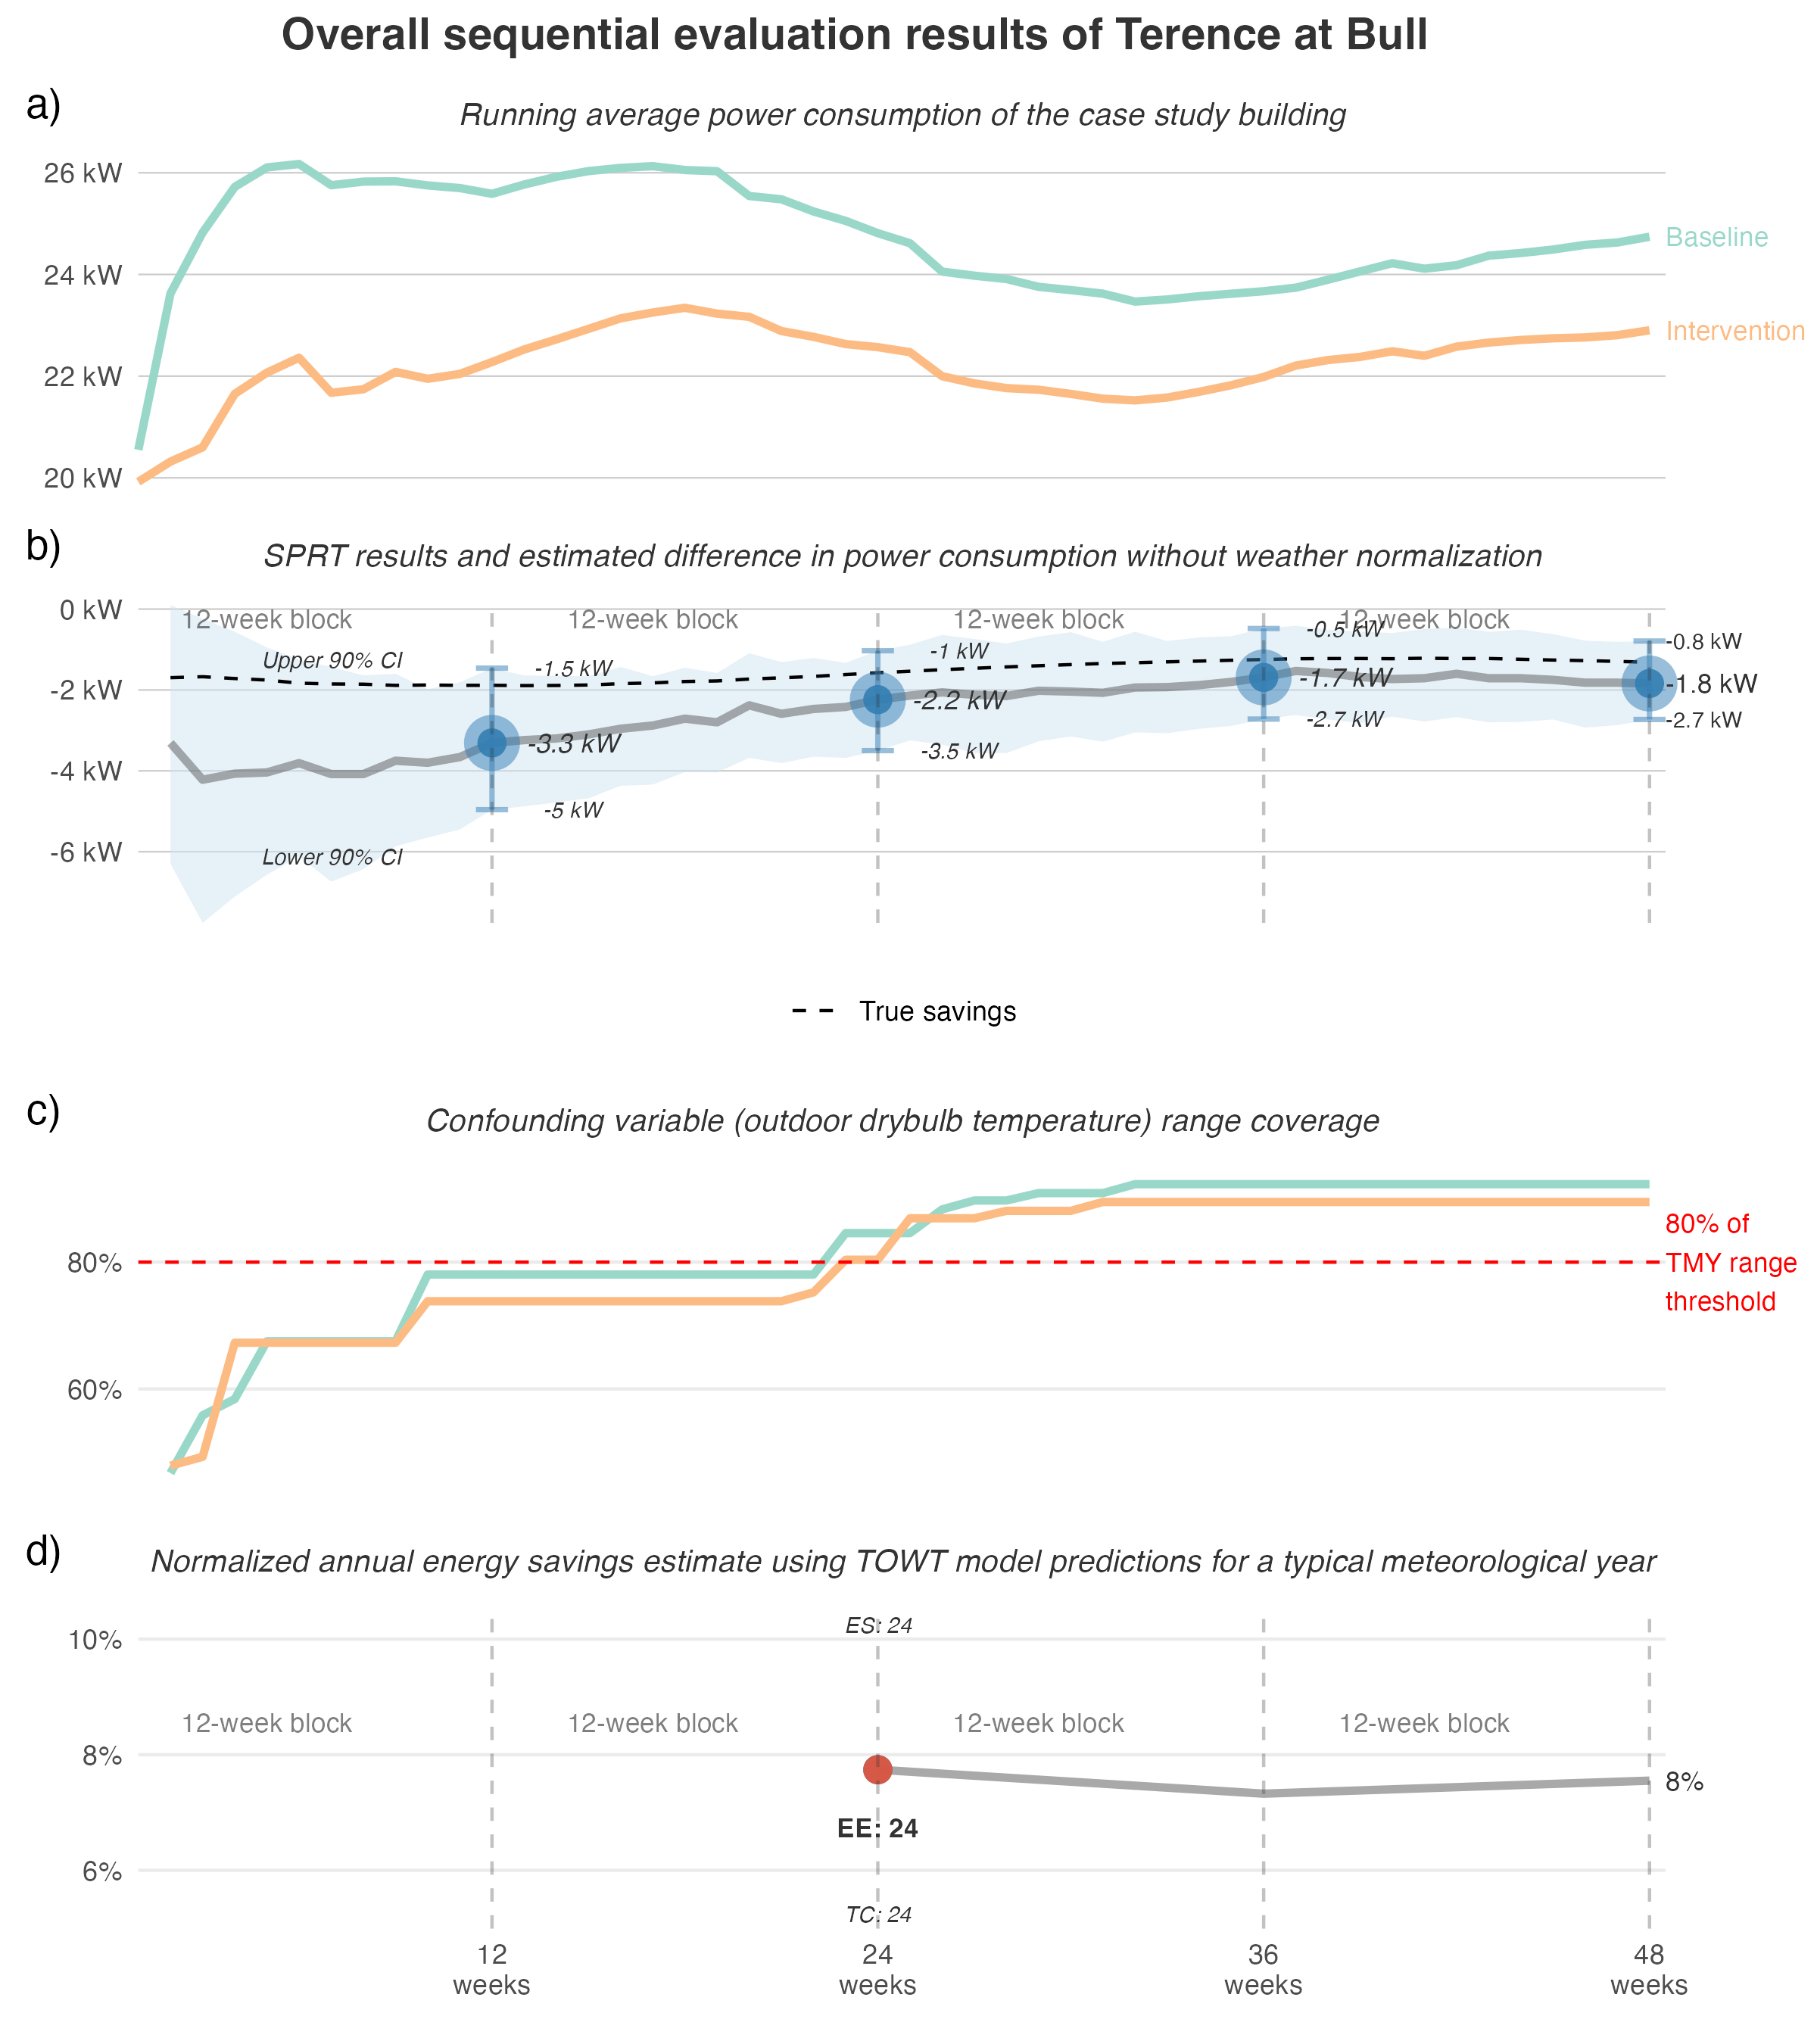 Overall sequential evaluation results of Terence at Bull
a)
Running average power consumption of the case study building
26 kW
24 kW
22 kW
20 kW
Baseline
Intervention
b)
SPRT results and estimated difference in power consumption without weather normalization
0 kW
-2 kW
-4 kW
-6 kW
12-week block
12-week block
12-week block
12-week block
Upper 90% CI
Lower 90% CI
-1.5 kW
-3.3 kW
-5 kW
-1 kW
-2.2 kW
-3.5 kW
-0.5 kW
-1.7 kW
-2.7 kW
-0.8 kW
-1.8 kW
-2.7 kW
True savings
c)
Confounding variable (outdoor drybulb temperature) range coverage
80%
60%
80% of
TMY range
threshold
d)
Normalized annual energy savings estimate using TOWT model predictions for a typical meteorological year
10%
8%
6%
ES: 24
12-week block
12-week block
12-week block
12-week block
8%
EE: 24
TC: 24
12
weeks
24
weeks
36
weeks
48
weeks